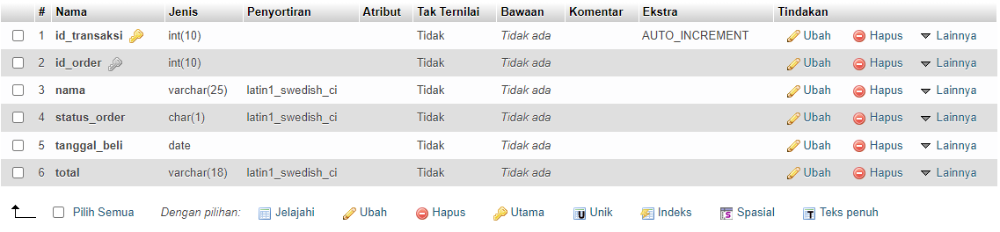 # Nama Jenis Penyortiran Atribut Tak Ternilai Bawaan Komentar Ekstra Tindakan
1 id_transaksi int(10) Tidak Tidak ada AUTO_INCREMENT Ubah Hapus Lainnya
2 id_order int(10) Tidak Tidak ada Ubah Hapus Lainnya
3 nama varchar(25) latin1_swedish_ci Tidak Tidak ada Ubah Hapus Lainnya
4 status_order char(1) latin1_swedish_ci Tidak Tidak ada Ubah Hapus Lainnya
5 tanggal_beli date Tidak Tidak ada Ubah Hapus Lainnya
6 total varchar(18) latin1_swedish_ci Tidak Tidak ada Ubah Hapus Lainnya
Pilih Semua Dengan pilihan: Jelajahi Ubah Hapus Utama Unik Indeks Spasial Teks penuh